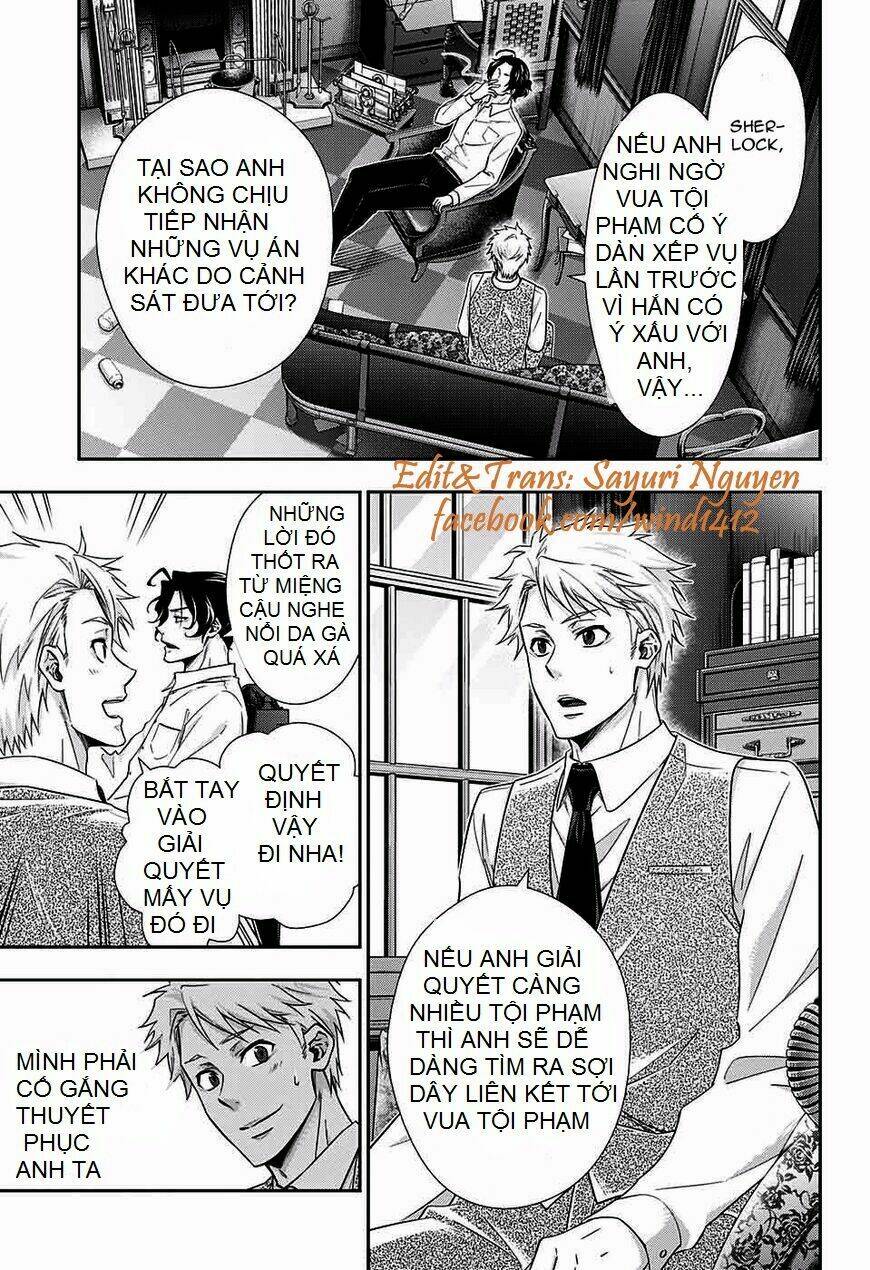 SHER-
LOCK,
NẾU ANH
NGHI NGỜ
VUA TỘI
PHẠM CỐ Ý
DÀN XẾP VỤ
LẦN TRƯỚC
VÌ HẮN CÓ
Ý XẤU VỚI
ANH,
VẬY...
TẠI SAO ANH
KHÔNG CHỊU
TIẾP NHẬN
NHỮNG VỤ ÁN
KHÁC DO CẢNH
SÁT ĐƯA TỚI?
Edit&Trans: Sayuri Nguyen
facebook.com/wind1412
NẾU ANH GIẢI
QUYẾT CÀNG
NHIỀU TỘI PHẠM
THÌ ANH SẼ DỄ
DÀNG TÌM RA SỢI
DÂY LIÊN KẾT TỚI
VUA TỘI PHẠM
NHỮNG
LỜI ĐÓ
THỐT RA
TỪ MIỆNG
CẬU NGHE
NỔI DA GÀ
QUÁ XÁ
QUYẾT
ĐỊNH
VẬY
ĐI NHA!
BẮT TAY
VÀO
GIẢI
QUYẾT
MẤY VỤ
ĐÓ ĐI
MÌNH PHẢI
CỐ GẮNG
THUYẾT
PHỤC
ANH TA